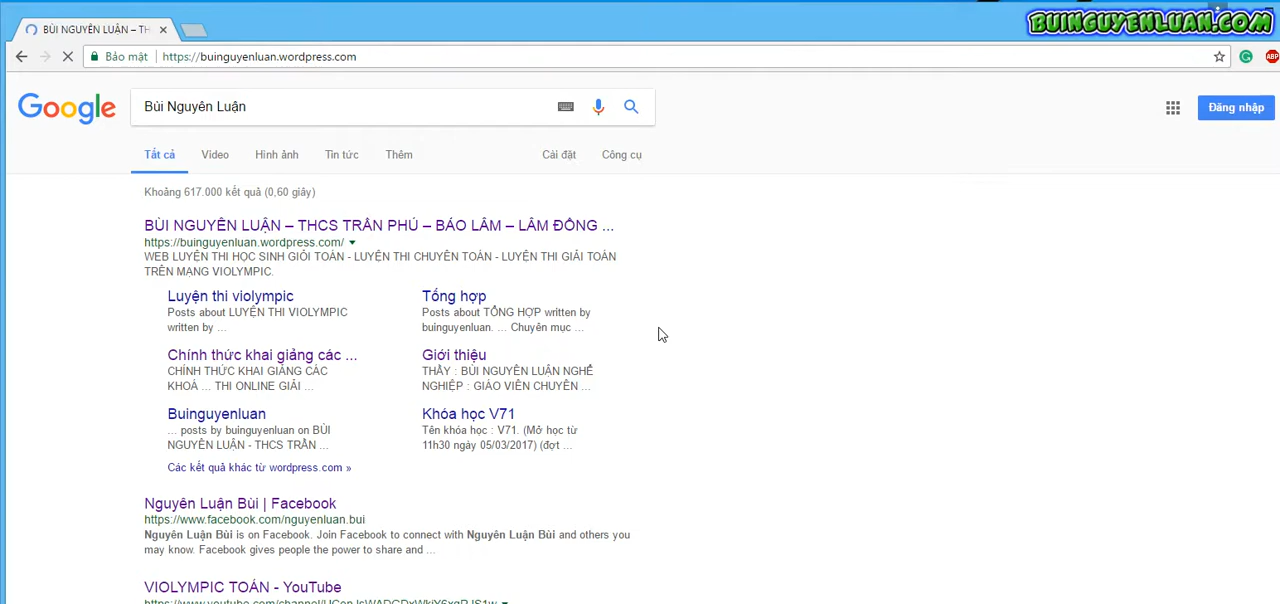 BÙI NGUYÊN LUẬN – TH
BUINGUYENLUAN.COM
Bảo mật
https://buinguyenluan.wordpress.com
ABP
Google
Bùi Nguyên Luận
Đăng nhập
Tất cả Video Hình ảnh Tin tức Thêm Cài đặt Công cụ
Khoảng 617.000 kết quả (0,60 giây)
BÙI NGUYÊN LUẬN – THCS TRẦN PHÚ – BẢO LÂM – LÂM ĐỒNG ...
https://buinguyenluan.wordpress.com/
WEB LUYỆN THI HỌC SINH GIỎI TOÁN - LUYỆN THI CHUYÊN TOÁN - LUYỆN THI GIẢI TOÁN
TRÊN MẠNG VIOLYMPIC.
Luyện thi violympic
Posts about LUYỆN THI VIOLYMPIC
written by ...
Tổng hợp
Posts about TỔNG HỢP written by
buinguyenluan. ... Chuyên mục ...
Chính thức khai giảng các ...
CHÍNH THỨC KHAI GIẢNG CÁC
KHOÁ ... THI ONLINE GIẢI ...
Giới thiệu
THẦY : BÙI NGUYÊN LUẬN NGHỀ
NGHIỆP : GIÁO VIÊN CHUYÊN ...
Buinguyenluan
... posts by buinguyenluan on BÙI
NGUYÊN LUẬN - THCS TRẦN ...
Khóa học V71
Tên khóa học : V71. (Mở học từ
11h30 ngày 05/03/2017) (đợt ...
Các kết quả khác từ wordpress.com »
Nguyên Luận Bùi | Facebook
https://www.facebook.com/nguyenluan.bui
Nguyên Luận Bùi is on Facebook. Join Facebook to connect with Nguyên Luận Bùi and others you
may know. Facebook gives people the power to share and ...
VIOLYMPIC TOÁN - YouTube